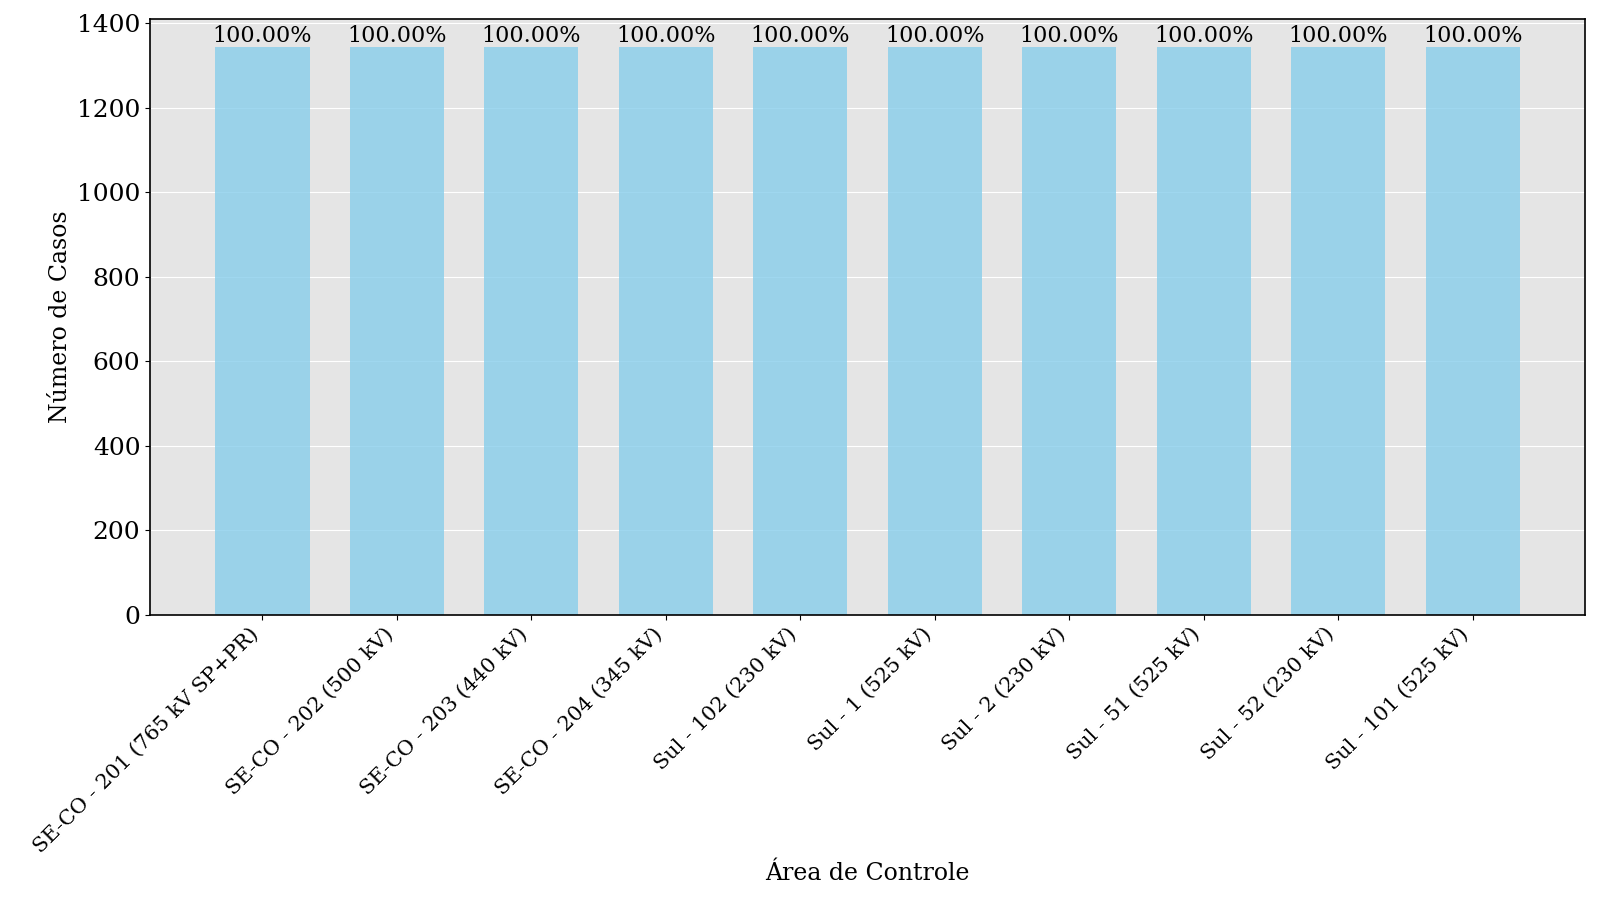 1400
1200
1000
800
600
400
200
0
Número de Casos
100.00% 100.00% 100.00% 100.00% 100.00% 100.00% 100.00% 100.00% 100.00% 100.00%
SE-CO - 201 (765 kV SP+PR)
SE-CO - 202 (500 kV)
SE-CO - 203 (440 kV)
SE-CO - 204 (345 kV)
Sul - 102 (230 kV)
Sul - 1 (525 kV)
Sul - 2 (230 kV)
Sul - 51 (525 kV)
Sul - 52 (230 kV)
Sul - 101 (525 kV)
Área de Controle